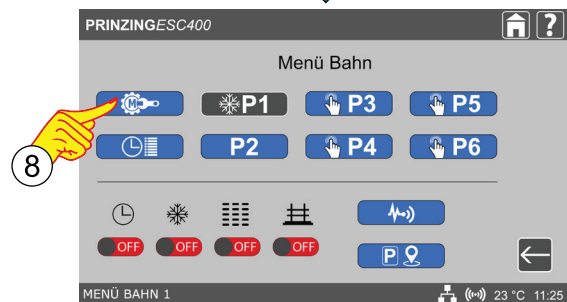 PRINZINGESC400
?
Menü Bahn
M P1 P3 P5
P2 P4 P6
8
OFF OFF OFF OFF
P
MENÜ BAHN 1 23 °C 11:25